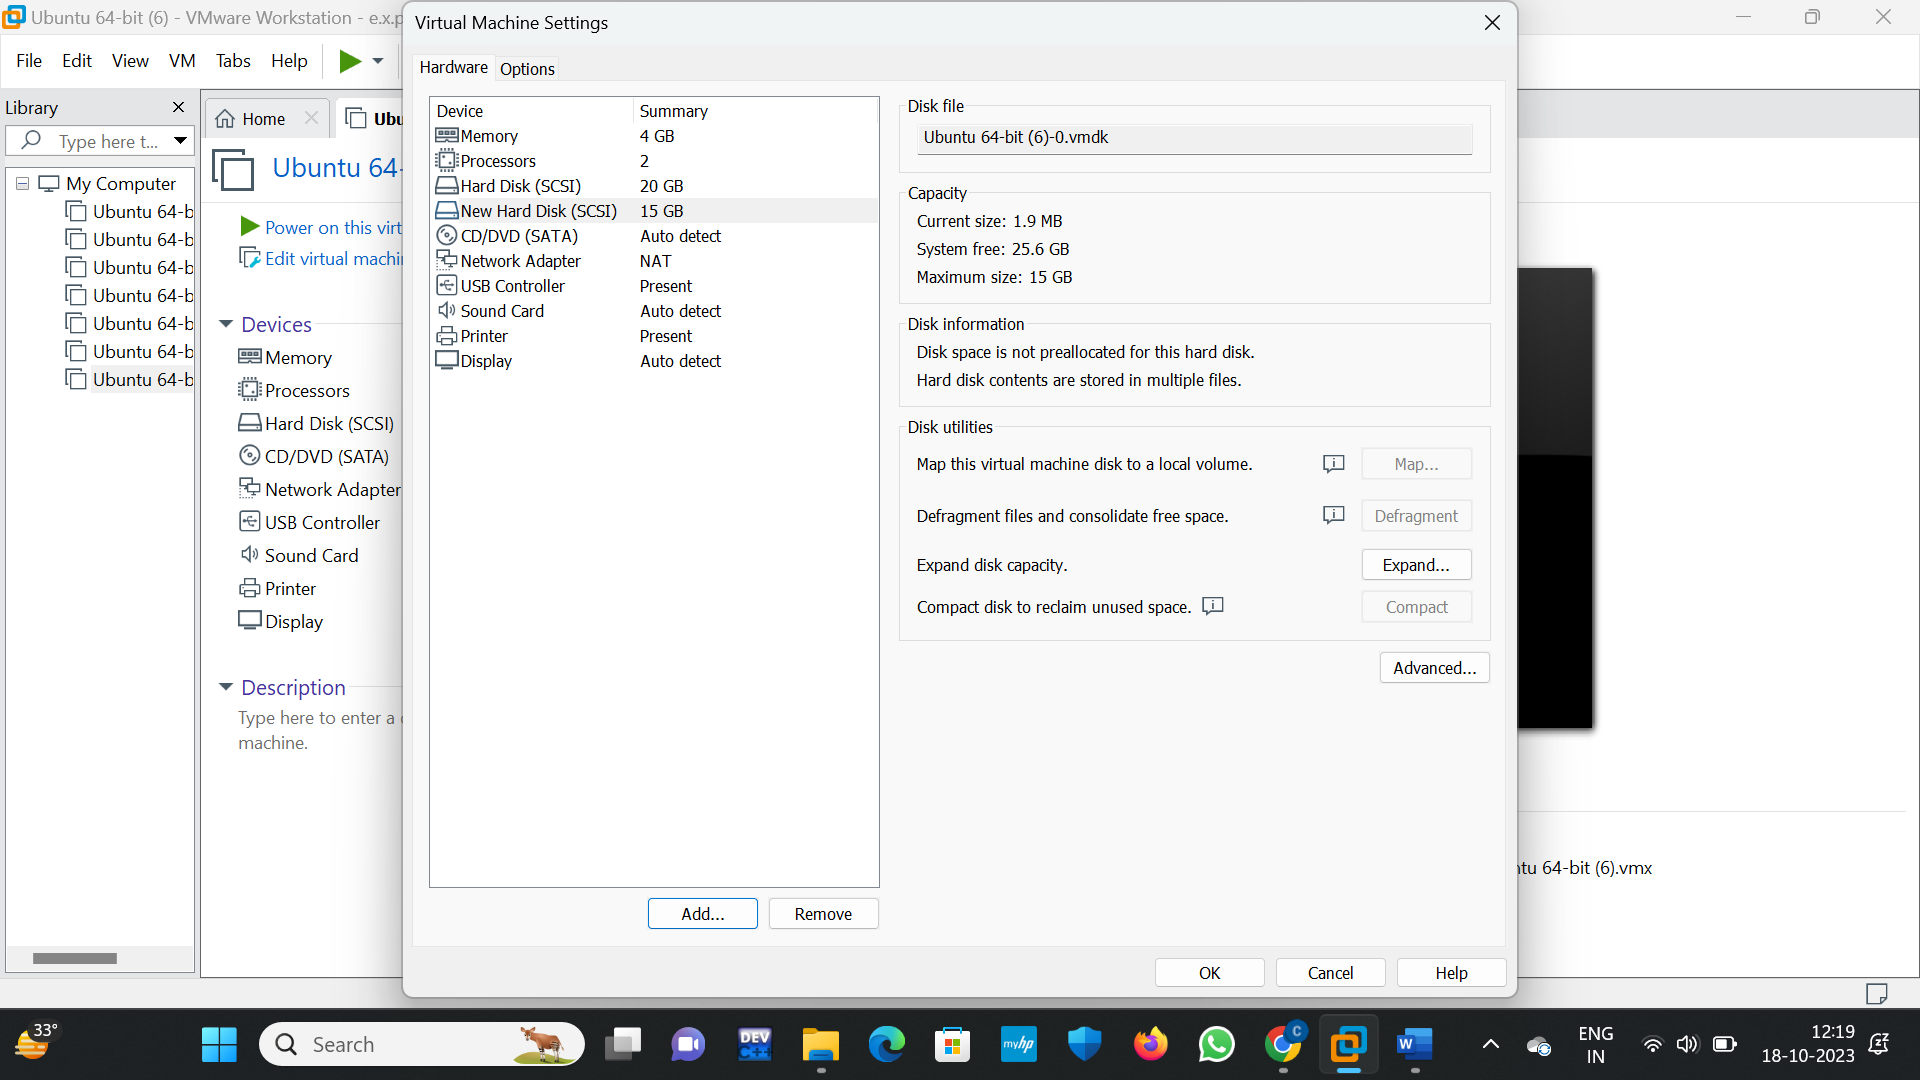 Ubuntu 64-bit (6) - VMware Workstation - e.x.p
File Edit View VM Tabs Help
Library
Type here t...
My Computer
Ubuntu 64-b
Ubuntu 64-b
Ubuntu 64-b
Ubuntu 64-b
Ubuntu 64-b
Ubuntu 64-b
Ubuntu 64-b
Home
Ubu
Ubuntu 64-
Power on this virt
Edit virtual machi
Devices
Memory
Processors
Hard Disk (SCSI)
CD/DVD (SATA)
Network Adapter
USB Controller
Sound Card
Printer
Display
Description
Type here to enter a
machine.
Virtual Machine Settings
Hardware Options
Device Summary
Memory 4 GB
Processors 2
Hard Disk (SCSI) 20 GB
New Hard Disk (SCSI) 15 GB
CD/DVD (SATA) Auto detect
Network Adapter NAT
USB Controller Present
Sound Card Auto detect
Printer Present
Display Auto detect
Add... Remove
Disk file
Ubuntu 64-bit (6)-0.vmdk
Capacity
Current size: 1.9 MB
System free: 25.6 GB
Maximum size: 15 GB
Disk information
Disk space is not preallocated for this hard disk.
Hard disk contents are stored in multiple files.
Disk utilities
Map this virtual machine disk to a local volume. Map...
Defragment files and consolidate free space. Defragment
Expand disk capacity. Expand...
Compact disk to reclaim unused space. Compact
Advanced...
OK Cancel Help
ntu 64-bit (6).vmx
33°
Search
DEV
C++
myhp
C
W
ENG
IN
12:19
18-10-2023